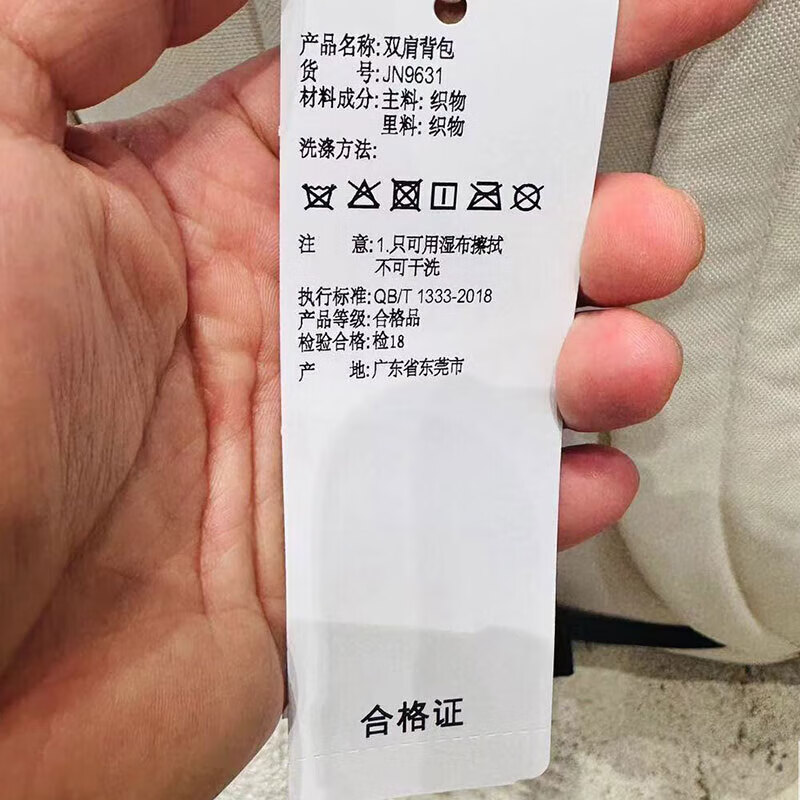 产品名称:双肩背包
货 号:JN9631
材料成分:主料: 织物
里料: 织物
洗涤方法:
注 意:1.只可用湿布擦拭
不可干洗
执行标准:QB/T 1333-2018
产品等级:合格品
检验合格:检18
产 地:广东省东莞市
合格证